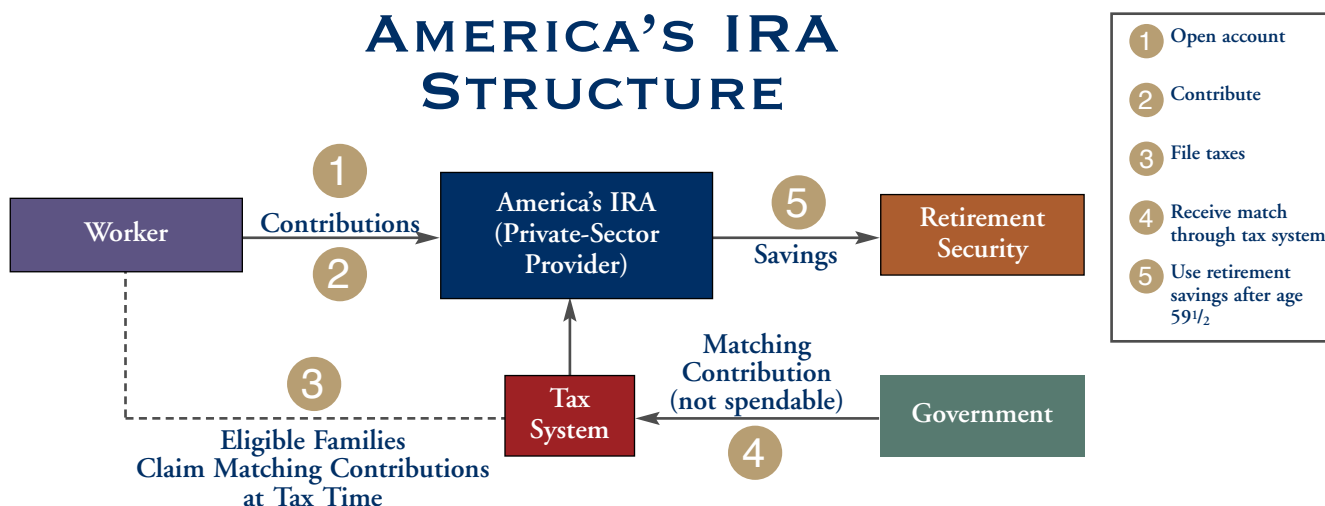 AMERICA'S IRA
STRUCTURE
1 Open account
2 Contribute
3 File taxes
4 Receive match
through tax system
5 Use retirement
savings after age
59 1/2
Worker
1
Contributions
2
America's IRA
(Private-Sector
Provider)
5
Savings
Retirement
Security
3
Eligible Families
Claim Matching Contributions
at Tax Time
Tax
System
Matching
Contribution
(not spendable)
4
Government